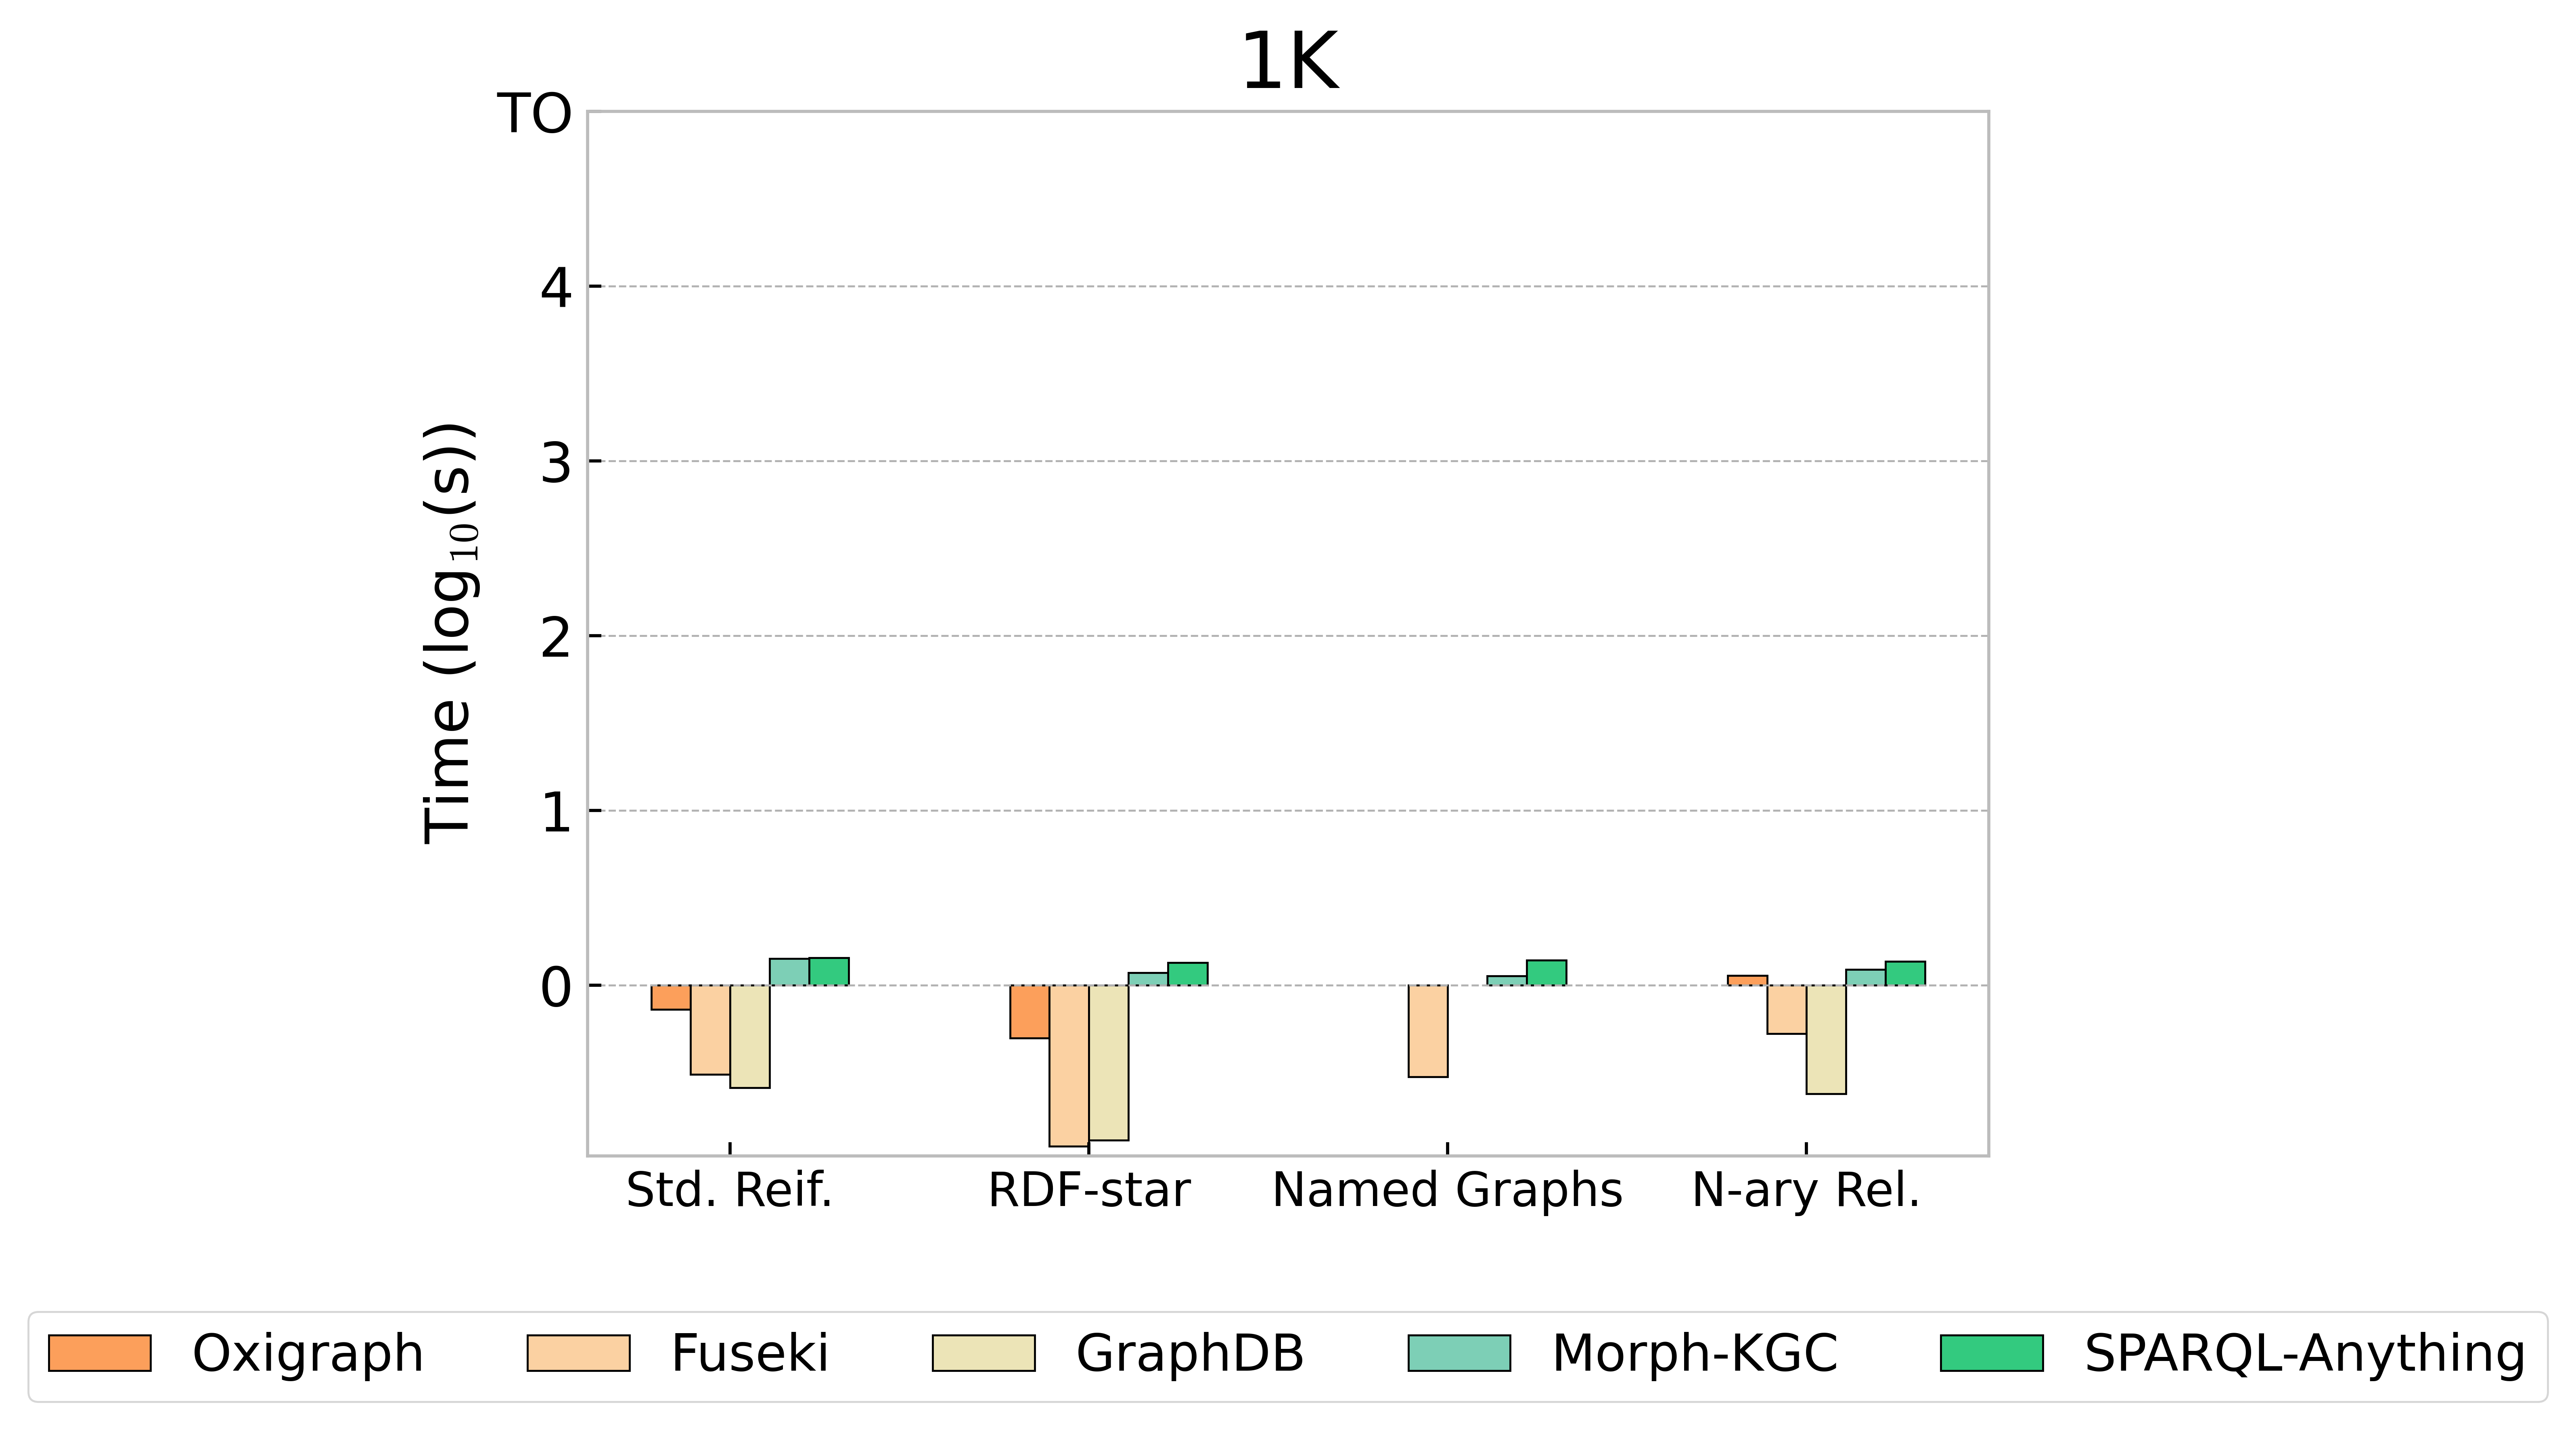 1K
TO
4
3
2
1
0
Time (log₁₀(s))
Std. Reif. RDF-star Named Graphs N-ary Rel.
Oxigraph Fuseki GraphDB Morph-KGC SPARQL-Anything